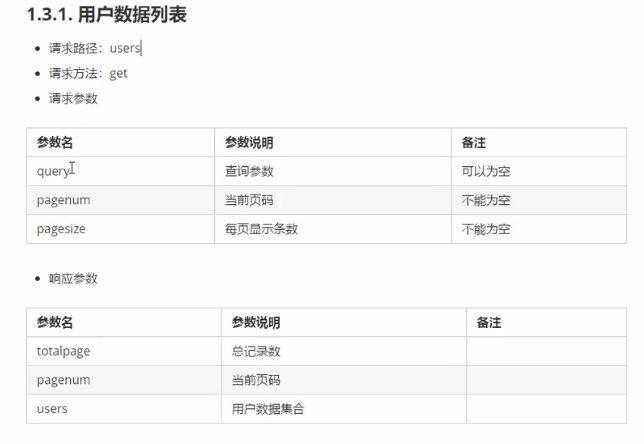 1.3.1. 用户数据列表
请求路径：users
请求方法：get
请求参数
参数名 参数说明 备注
query 查询参数 可以为空
pagenum 当前页码 不能为空
pagesize 每页显示条数 不能为空
响应参数
参数名 参数说明 备注
totalpage 总记录数
pagenum 当前页码
users 用户数据集合